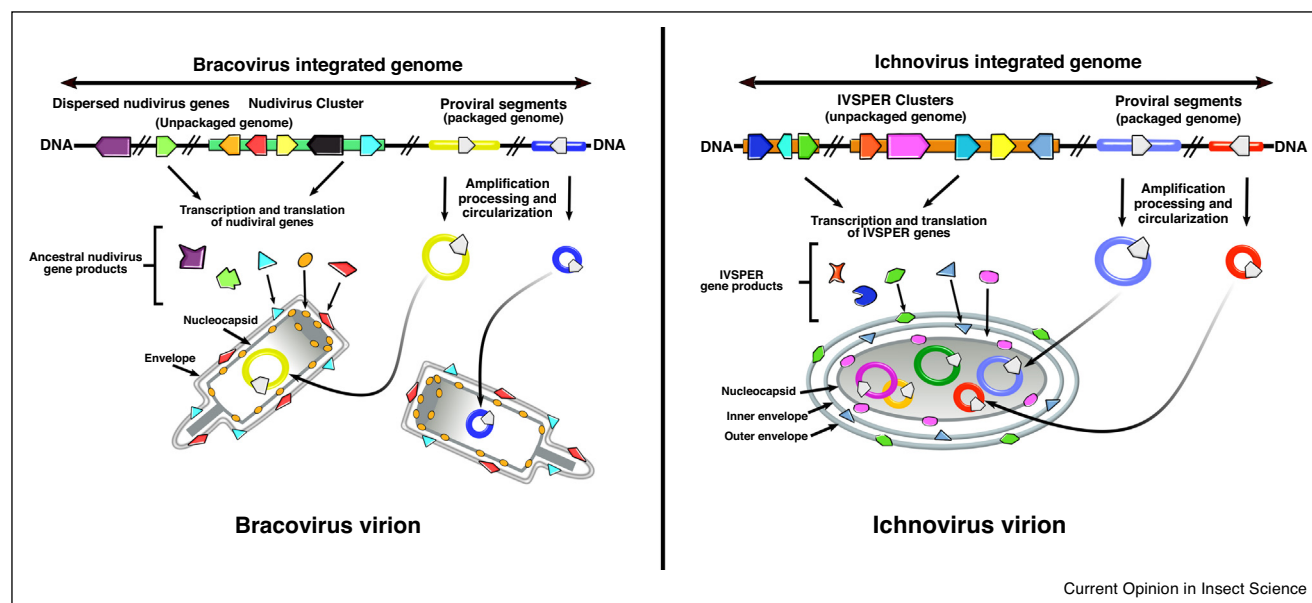 Bracovirus integrated genome
Dispersed nudivirus genes
Nudivirus Cluster
(Unpackaged genome)
Proviral segments
(packaged genome)
DNA
DNA
Transcription and translation
of nudiviral genes
Amplification
processing and
circularization
Ancestral nudivirus
gene products
Nucleocapsid
Envelope
Bracovirus virion
Ichnovirus integrated genome
IVSPER Clusters
(unpackaged genome)
Proviral segments
(packaged genome)
DNA
DNA
Transcription and translation
of IVSPER genes
Amplification
processing and
circularization
IVSPER
gene products
Nucleocapsid
Inner envelope
Outer envelope
Ichnovirus virion
Current Opinion in Insect Science